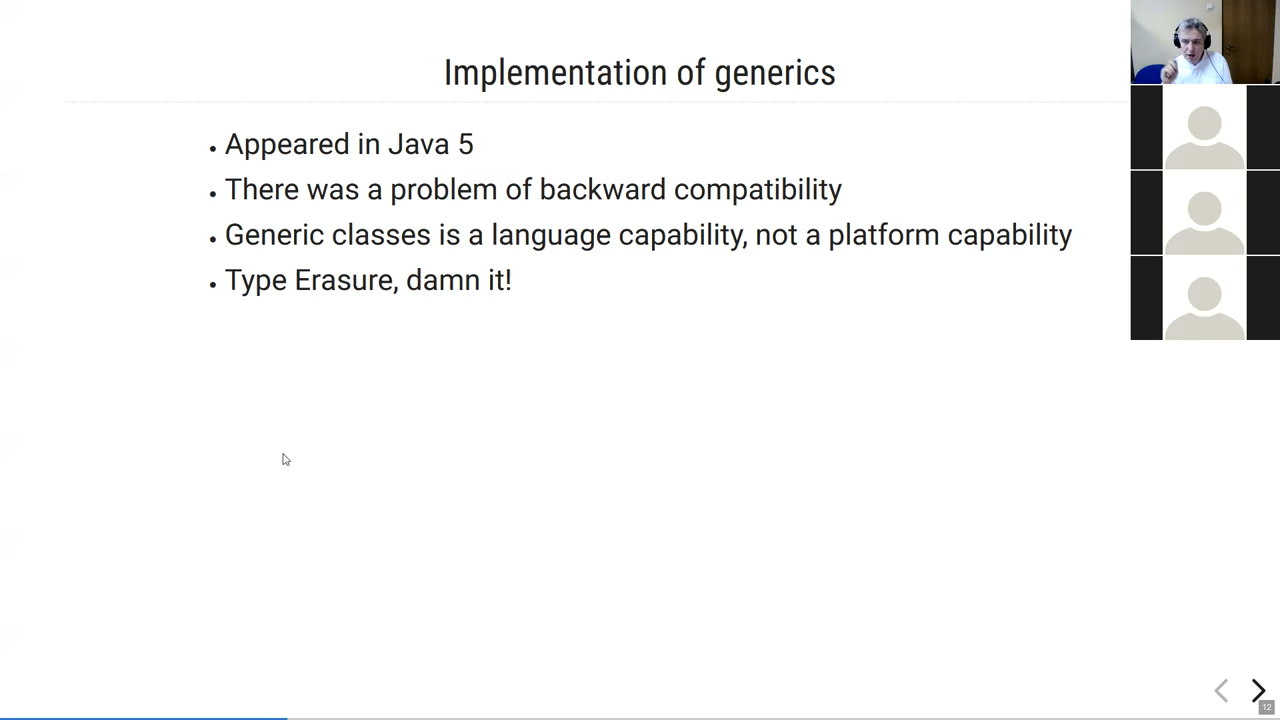 Implementation of generics
Appeared in Java 5
There was a problem of backward compatibility
Generic classes is a language capability, not a platform capability
Type Erasure, damn it!
12